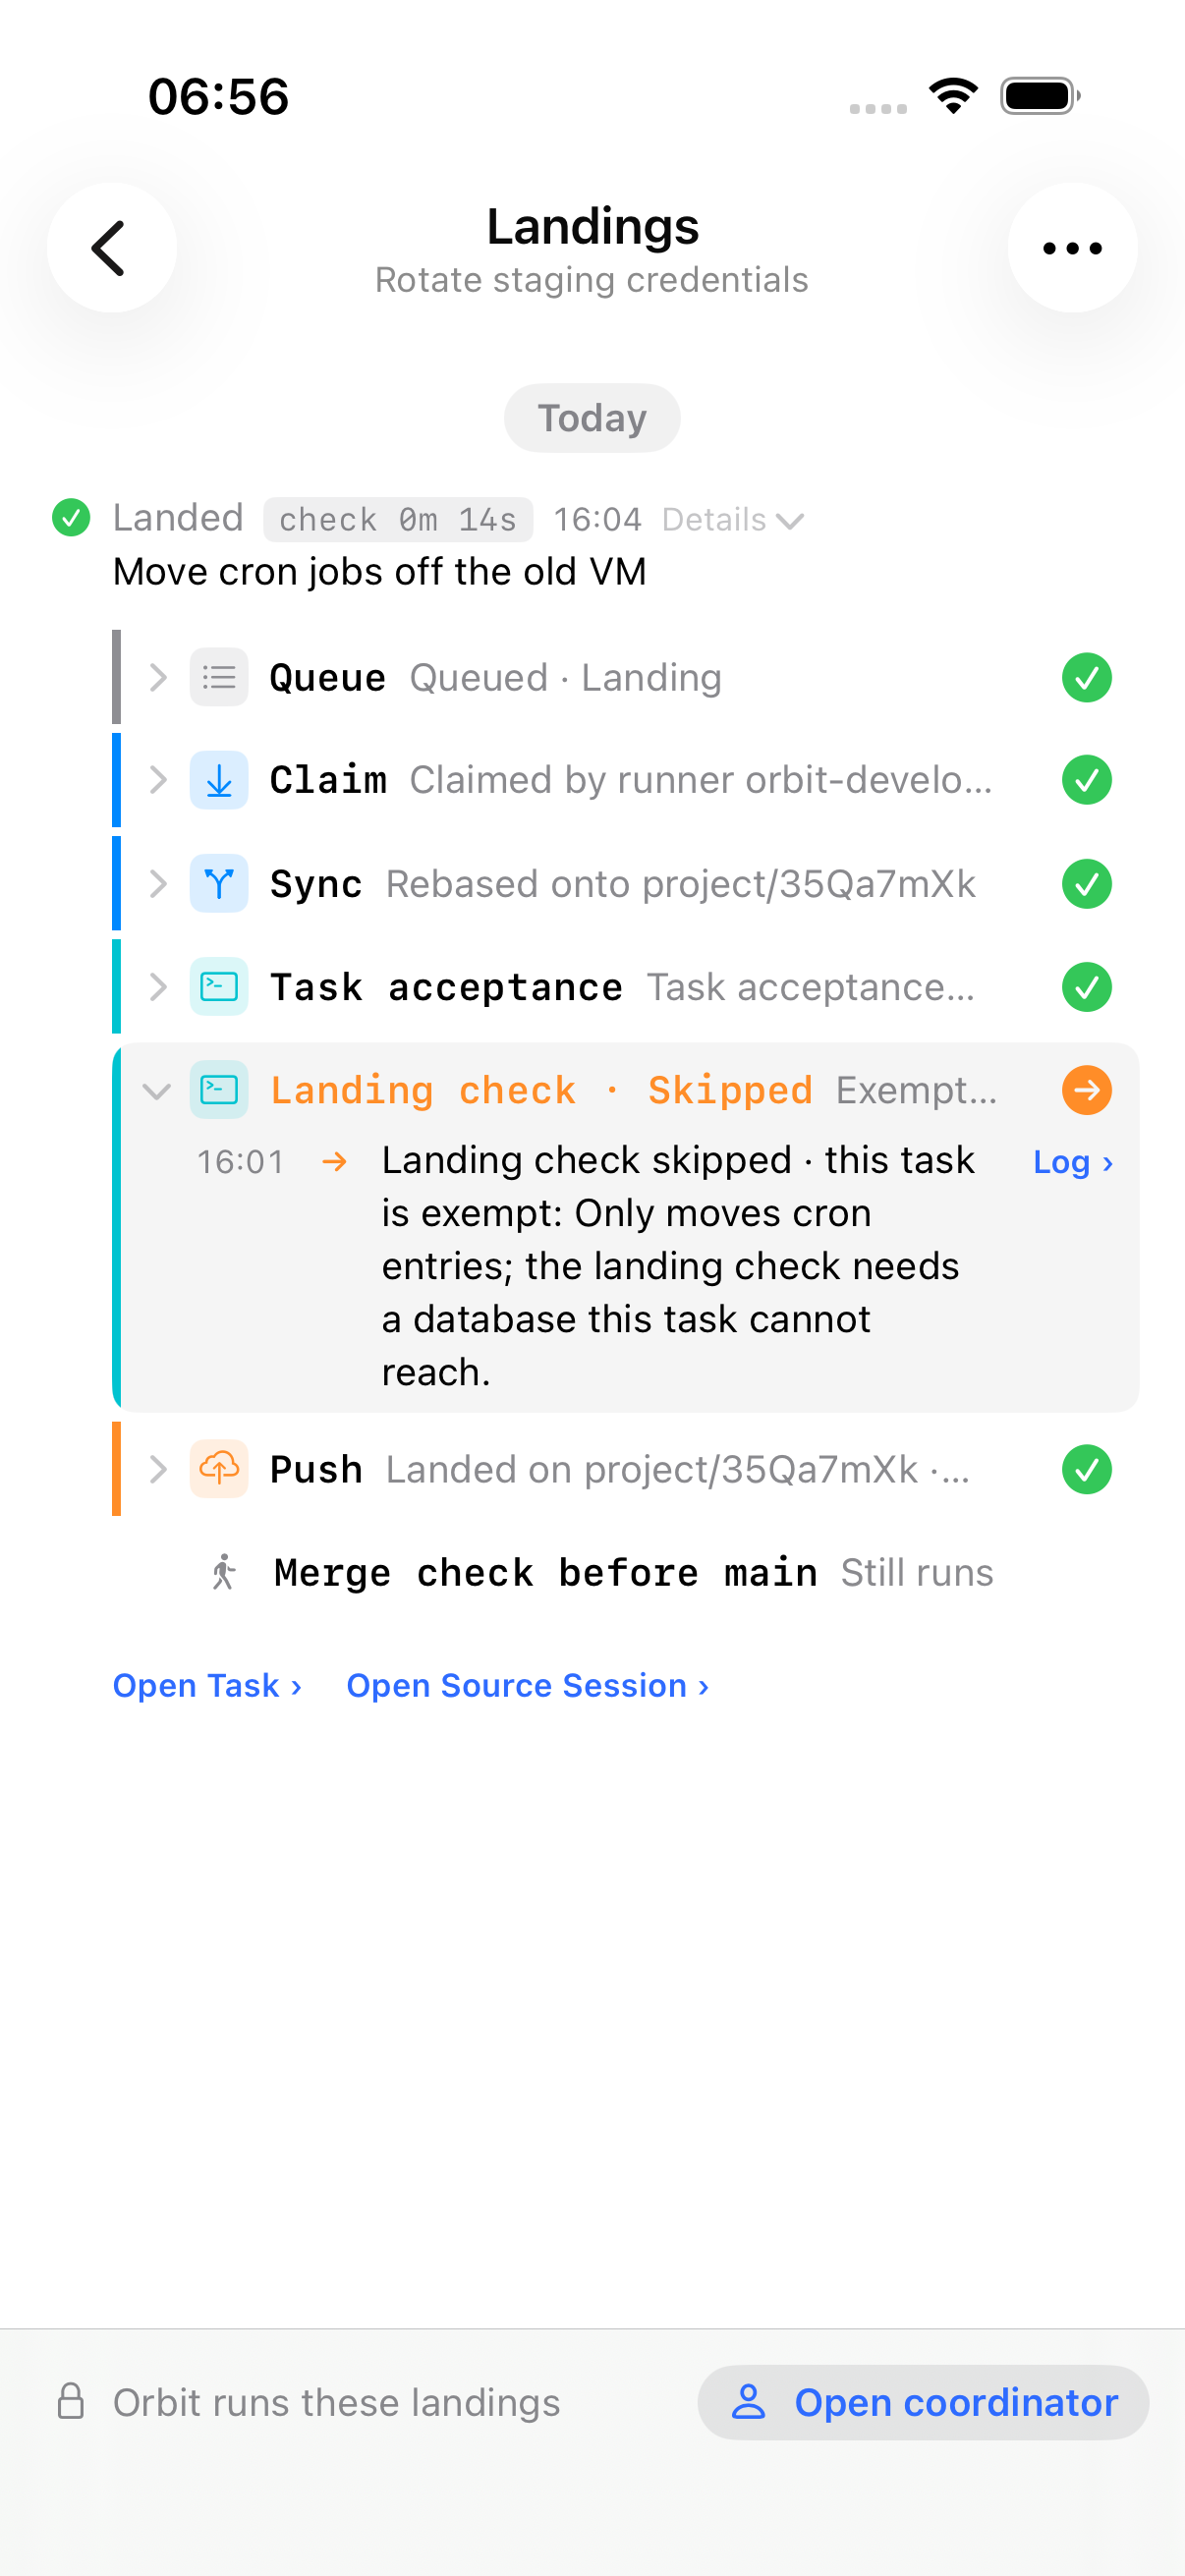 06:56
Landings
Rotate staging credentials
Today
Landed check 0m 14s 16:04 Details
Move cron jobs off the old VM
Queue Queued · Landing
Claim Claimed by runner orbit-develo...
Sync Rebased onto project/35Qa7mXk
Task acceptance Task acceptance...
Landing check · Skipped Exempt...
16:01 → Landing check skipped · this task Log ›
is exempt: Only moves cron
entries; the landing check needs
a database this task cannot
reach.
Push Landed on project/35Qa7mXk ·...
Merge check before main Still runs
Open Task › Open Source Session ›
Orbit runs these landings Open coordinator